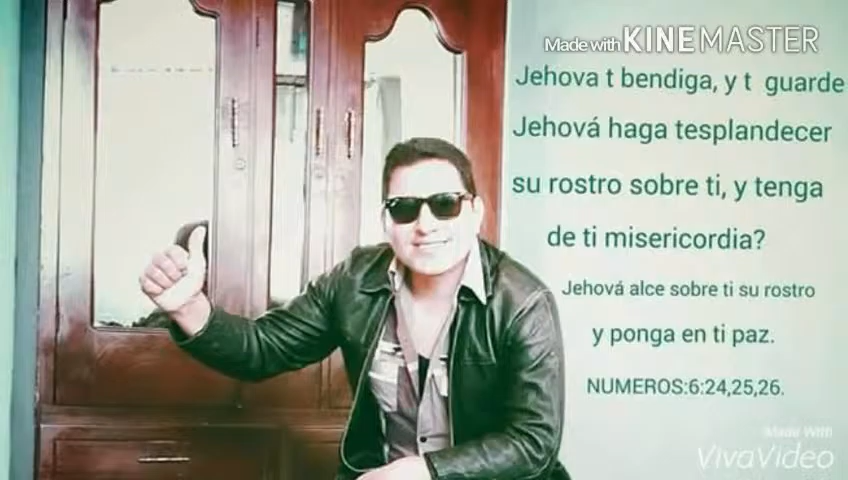 Made with KINEMASTER
Jehova t bendiga, y t guarde
Jehová haga tesplandecer
su rostro sobre ti, y tenga
de ti misericordia?
Jehová alce sobre ti su rostro
y ponga en ti paz.
NUMEROS:6:24,25,26.
Made With
VivaVideo